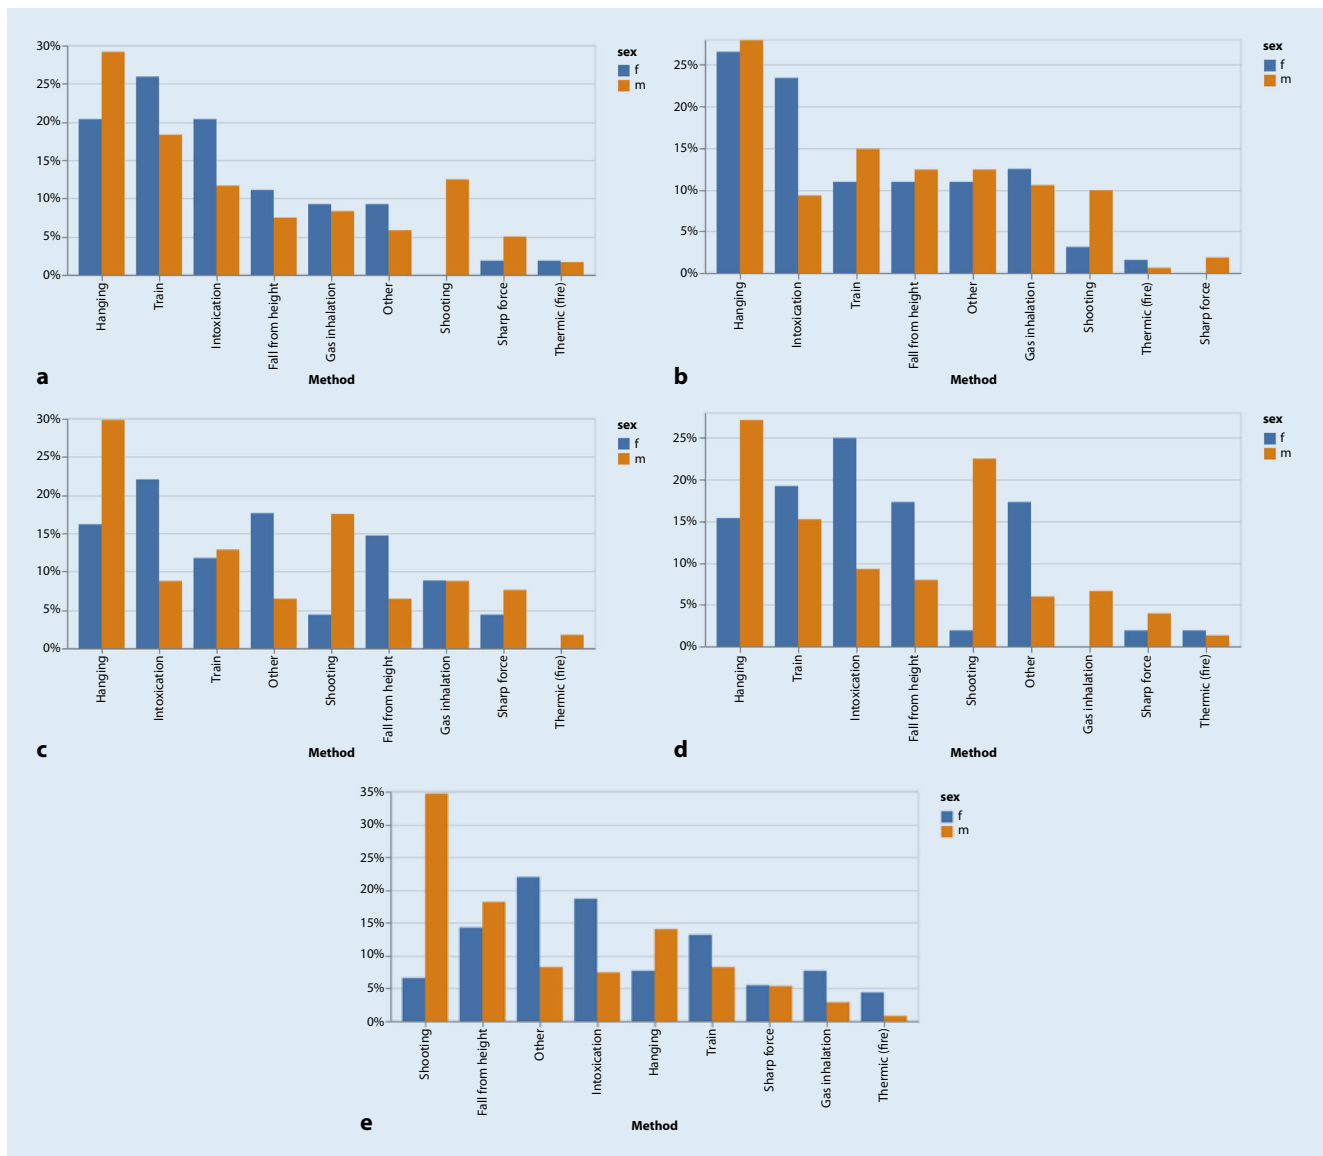 30%
25%
20%
15%
10%
5%
0%
Hanging
Train
Intoxication
Fall from height
Gas inhalation
Other
Shooting
Sharp force
Thermic (fire)
Method
sex
f
m
a
25%
20%
15%
10%
5%
0%
Hanging
Intoxication
Train
Fall from height
Other
Gas inhalation
Shooting
Thermic (fire)
Sharp force
Method
sex
f
m
b
30%
25%
20%
15%
10%
5%
0%
Hanging
Intoxication
Train
Other
Shooting
Fall from height
Gas inhalation
Sharp force
Thermic (fire)
Method
sex
f
m
c
25%
20%
15%
10%
5%
0%
Hanging
Train
Intoxication
Fall from height
Shooting
Other
Gas inhalation
Sharp force
Thermic (fire)
Method
sex
f
m
d
35%
30%
25%
20%
15%
10%
5%
0%
Shooting
Fall from height
Other
Intoxication
Hanging
Train
Sharp force
Gas inhalation
Thermic (fire)
Method
sex
f
m
e